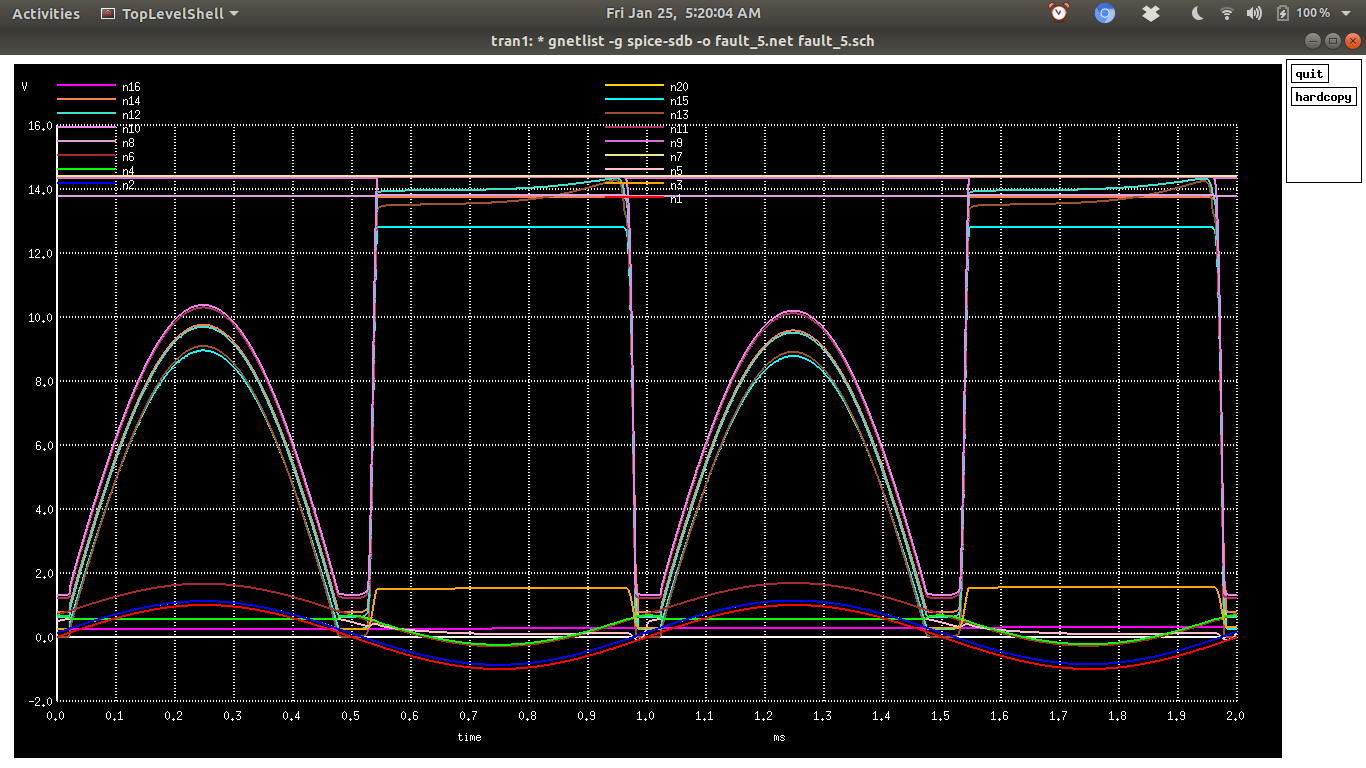 Activities TopLevelShell Fri Jan 25, 5:20:04 AM 100 %
tran1: * gnetlist -g spice-sdb -o fault_5.net fault_5.sch
quit
hardcopy
V
n16 n20
n14 n15
n12 n13
n10 n11
n8 n9
n6 n7
n4 n5
n2 n3
n1
16.0
14.0
12.0
10.0
8.0
6.0
4.0
2.0
0.0
-2.0
0.0 0.1 0.2 0.3 0.4 0.5 0.6 0.7 0.8 0.9 1.0 1.1 1.2 1.3 1.4 1.5 1.6 1.7 1.8 1.9 2.0
time ms